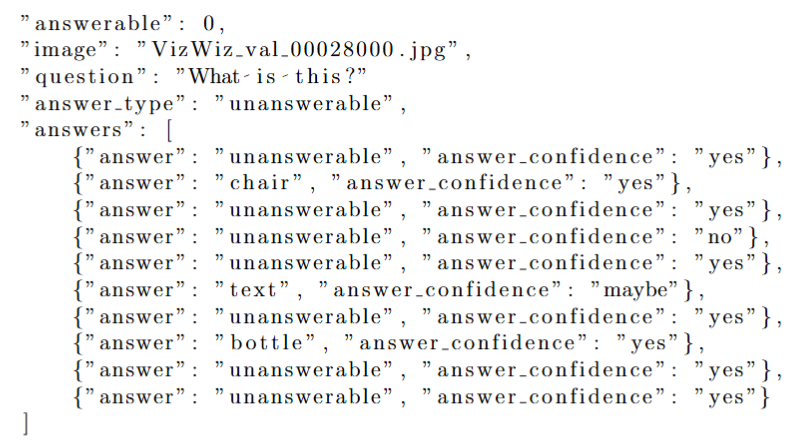 "answerable": 0,
"image": "VizWiz_val_00028000.jpg",
"question": "What is this?"
"answer_type": "unanswerable",
"answers": [
{"answer": "unanswerable", "answer_confidence": "yes"},
{"answer": "chair", "answer_confidence": "yes"},
{"answer": "unanswerable", "answer_confidence": "yes"},
{"answer": "unanswerable", "answer_confidence": "no"},
{"answer": "unanswerable", "answer_confidence": "yes"},
{"answer": "text", "answer_confidence": "maybe"},
{"answer": "unanswerable", "answer_confidence": "yes"},
{"answer": "bottle", "answer_confidence": "yes"},
{"answer": "unanswerable", "answer_confidence": "yes"},
{"answer": "unanswerable", "answer_confidence": "yes"}
]